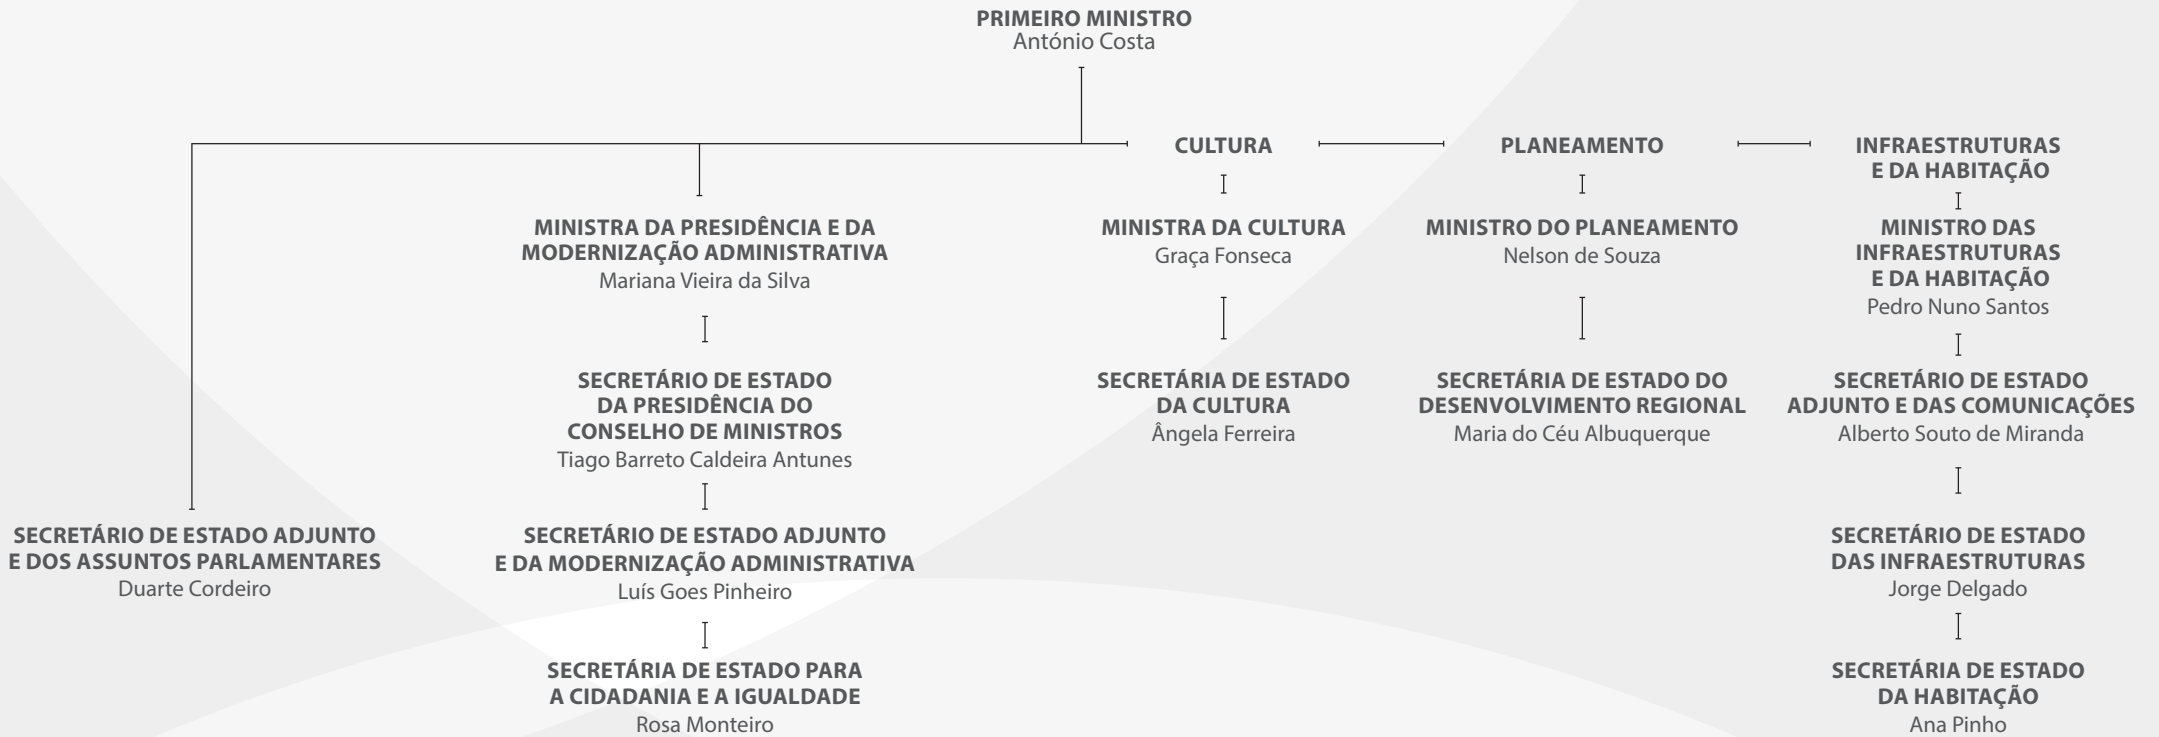 PRIMEIRO MINISTRO
António Costa
CULTURA
PLANEAMENTO
INFRAESTRUTURAS
E DA HABITAÇÃO
MINISTRA DA PRESIDÊNCIA E DA
MODERNIZAÇÃO ADMINISTRATIVA
Mariana Vieira da Silva
MINISTRA DA CULTURA
Graça Fonseca
MINISTRO DO PLANEAMENTO
Nelson de Souza
MINISTRO DAS
INFRAESTRUTURAS
E DA HABITAÇÃO
Pedro Nuno Santos
SECRETÁRIO DE ESTADO
DA PRESIDÊNCIA DO
CONSELHO DE MINISTROS
Tiago Barreto Caldeira Antunes
SECRETÁRIA DE ESTADO
DA CULTURA
Ângela Ferreira
SECRETÁRIA DE ESTADO DO
DESENVOLVIMENTO REGIONAL
Maria do Céu Albuquerque
SECRETÁRIO DE ESTADO
ADJUNTO E DAS COMUNICAÇÕES
Alberto Souto de Miranda
SECRETÁRIO DE ESTADO ADJUNTO
E DOS ASSUNTOS PARLAMENTARES
Duarte Cordeiro
SECRETÁRIO DE ESTADO ADJUNTO
E DA MODERNIZAÇÃO ADMINISTRATIVA
Luís Goes Pinheiro
SECRETÁRIO DE ESTADO
DAS INFRAESTRUTURAS
Jorge Delgado
SECRETÁRIA DE ESTADO PARA
A CIDADANIA E A IGUALDADE
Rosa Monteiro
SECRETÁRIA DE ESTADO
DA HABITAÇÃO
Ana Pinho